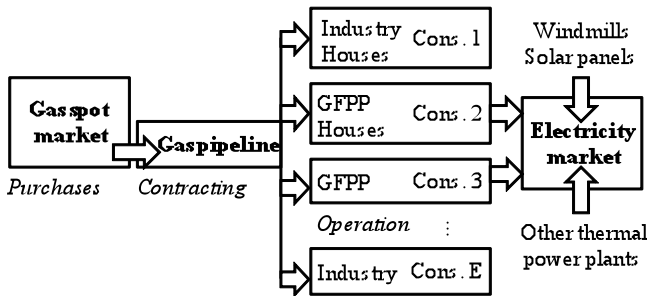 Gasspot
market
Purchases
Gaspipeline
Contracting
Industry
Houses
Cons. 1
GFPP
Houses
Cons. 2
GFPP
Cons. 3
Operation
⋮
Industry
Cons. E
Windmills
Solar panels
Electricity
market
Other thermal
power plants